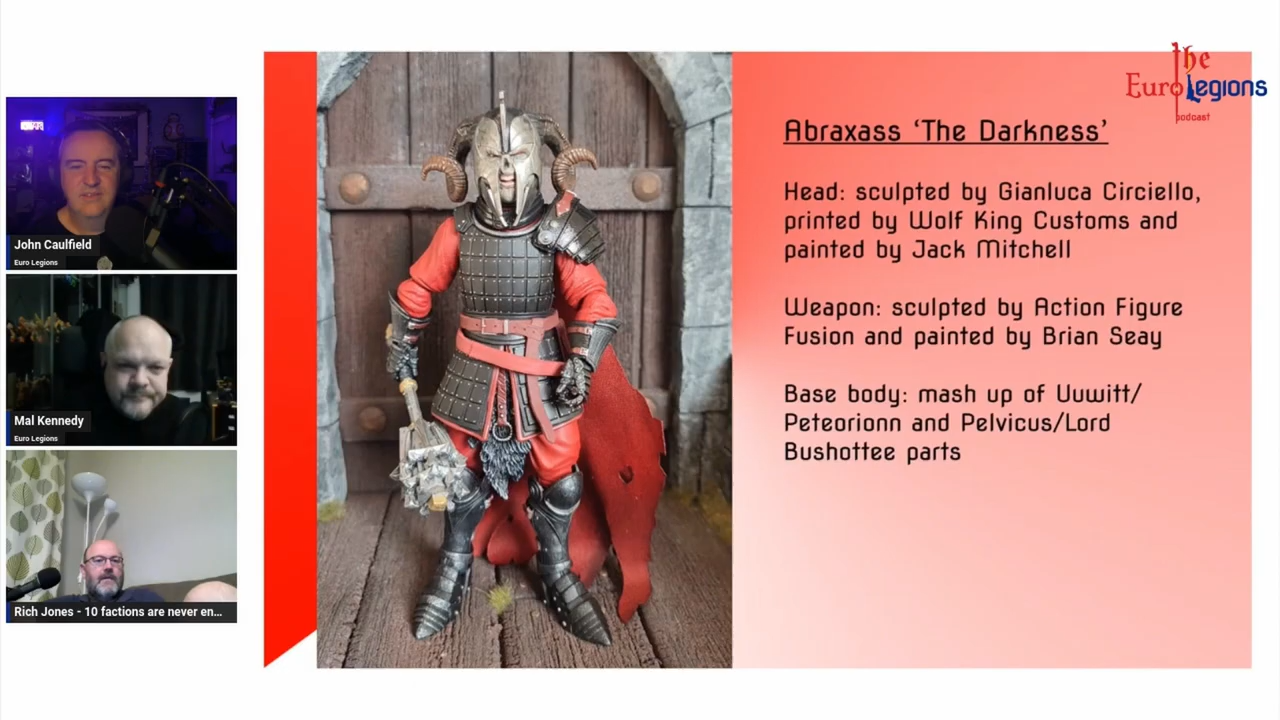 the
Euro Legions
podcast
John Caulfield
Euro Legions
Mal Kennedy
Euro Legions
Rich Jones - 10 factions are never en...
Abraxass ‘The Darkness’
Head: sculpted by Gianluca Circiello,
printed by Wolf King Customs and
painted by Jack Mitchell
Weapon: sculpted by Action Figure
Fusion and painted by Brian Seay
Base body: mash up of Uuwitt/
Peteorionn and Pelvicus/Lord
Bushottee parts